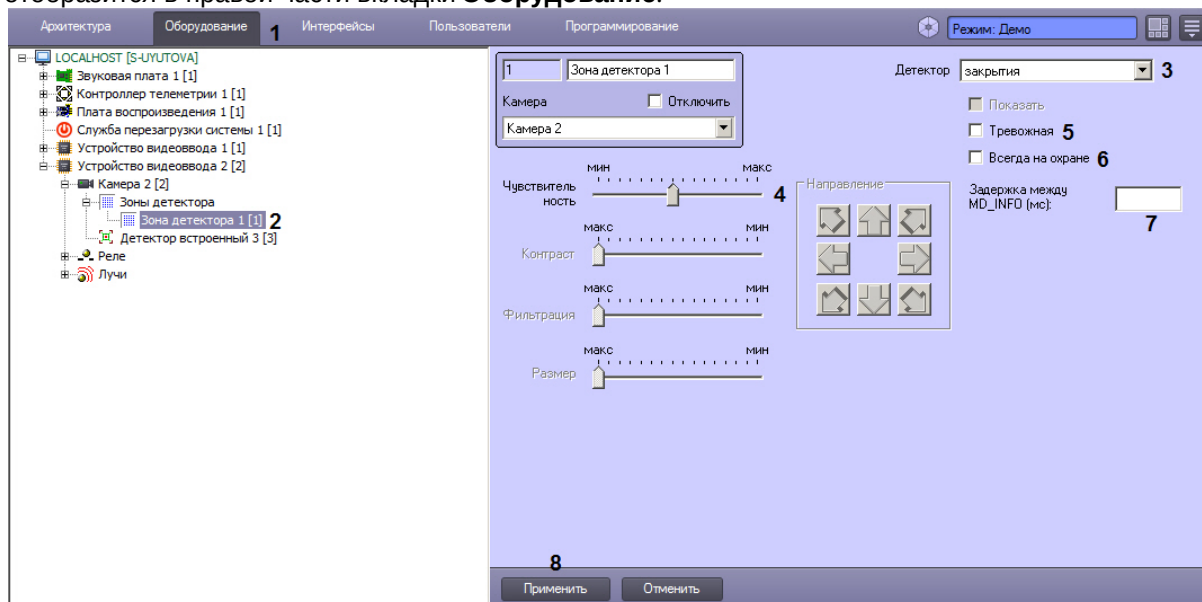 отобразится в правой части вкладки Оборудование.
Архитектура Оборудование 1 Интерфейсы Пользователи Программирование Режим: Демо
LOCALHOST [S-UYUTOVA]
Звуковая плата 1 [1]
Контроллер телеметрии 1 [1]
Плата воспроизведения 1 [1]
Служба перезагрузки системы 1 [1]
Устройство видеоввода 1 [1]
Устройство видеоввода 2 [2]
Камера 2 [2]
Зоны детектора
Зона детектора 1 [1] 2
Детектор встроенный 3 [3]
Реле
Лучи
1 Зона детектора 1
Камера Отключить
Камера 2
Детектор закрытия 3
Показать
Тревожная 5
Всегда на охране 6
Задержка между
MD_INFO (мс):
7
мин макс
Чувствитель
ность
4
макс мин
Контраст
макс мин
Фильтрация
макс мин
Размер
Направление
8
Применить Отменить